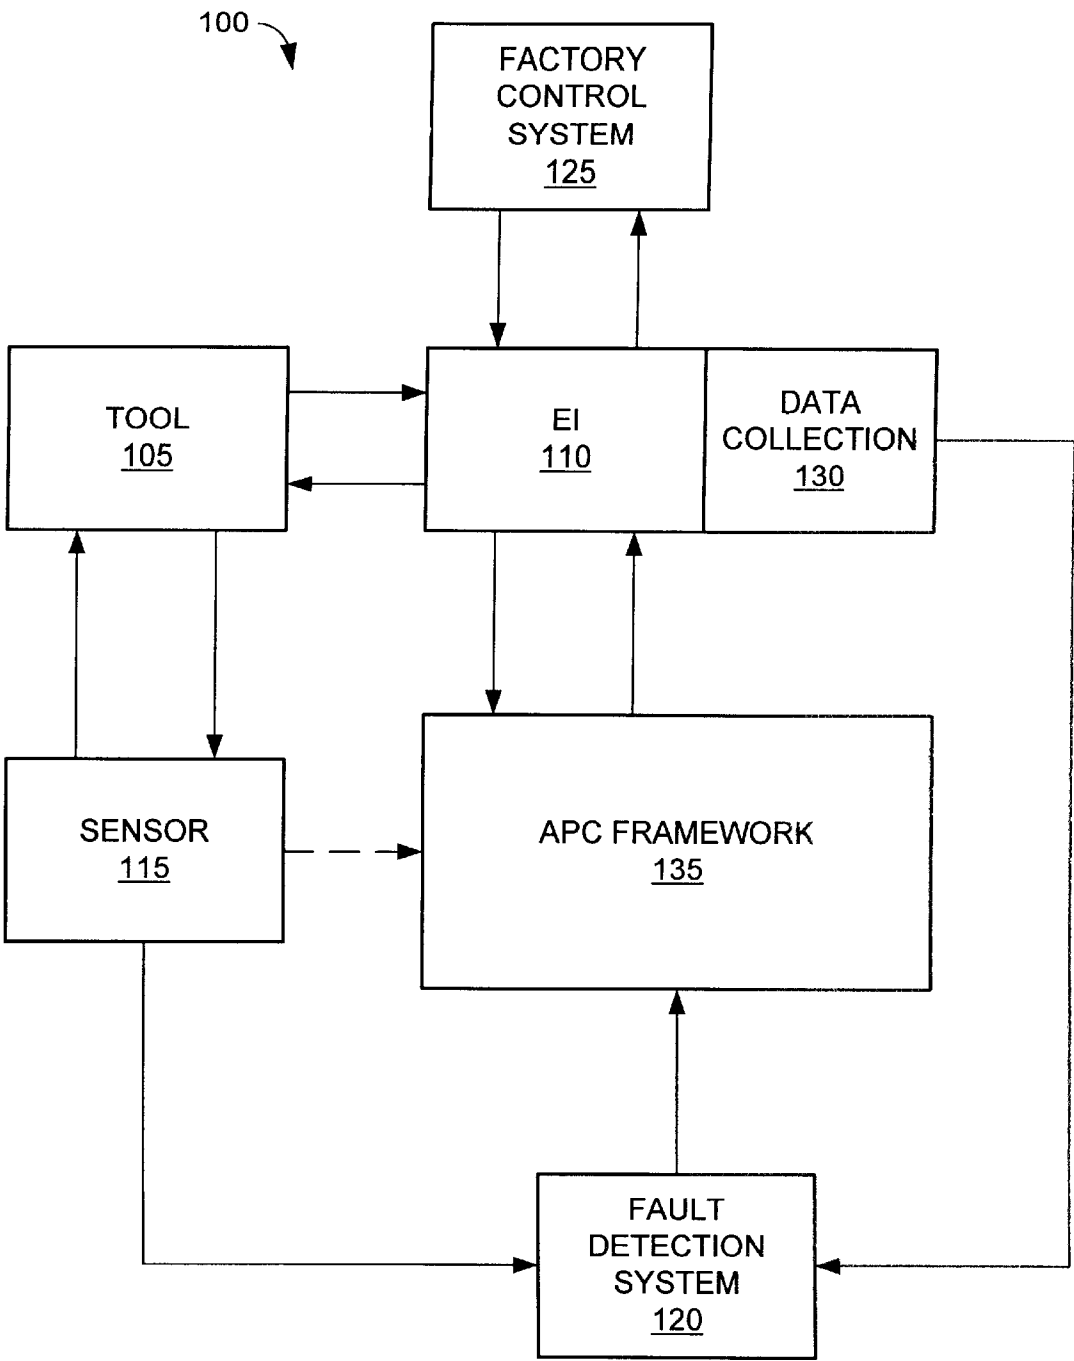 100
FACTORY
CONTROL
SYSTEM
125
TOOL
105
EI
110
DATA
COLLECTION
130
SENSOR
115
APC FRAMEWORK
135
FAULT
DETECTION
SYSTEM
120